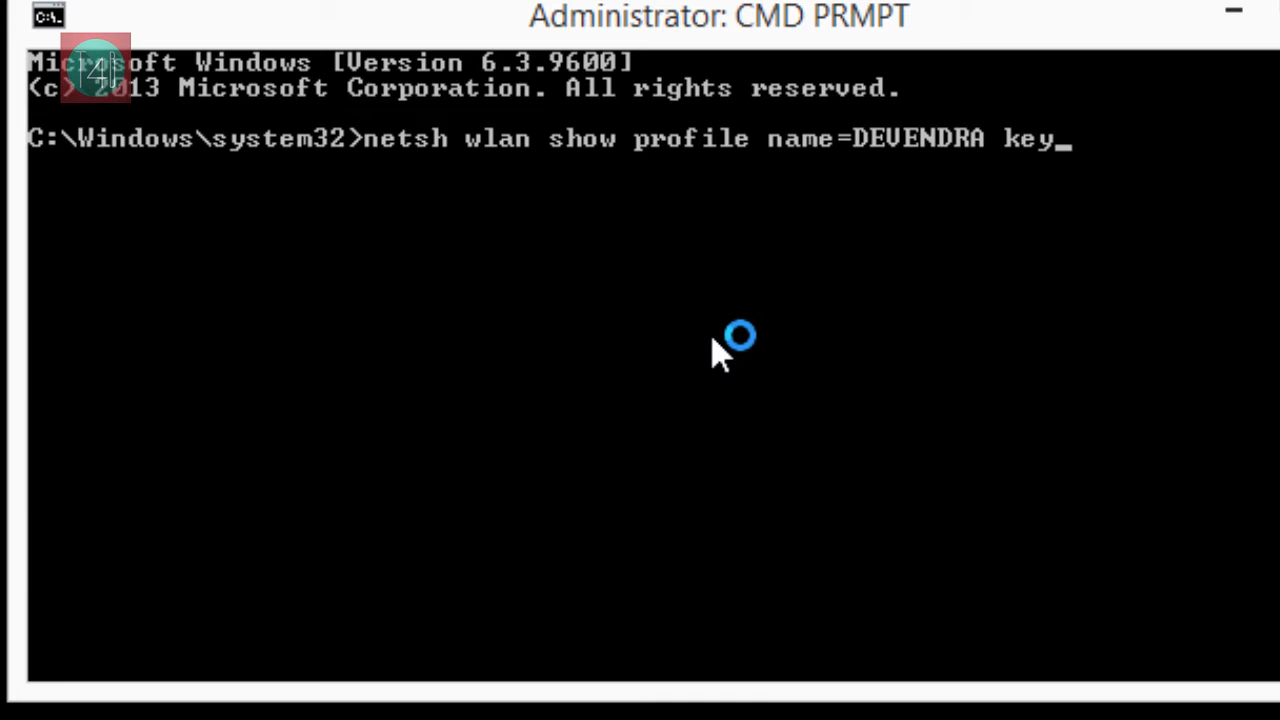 Administrator: CMD PRMPT
C:\.
Microsoft Windows [Version 6.3.9600]
(c) 2013 Microsoft Corporation. All rights reserved.
C:\Windows\system32>netsh wlan show profile name=DEVENDRA key_